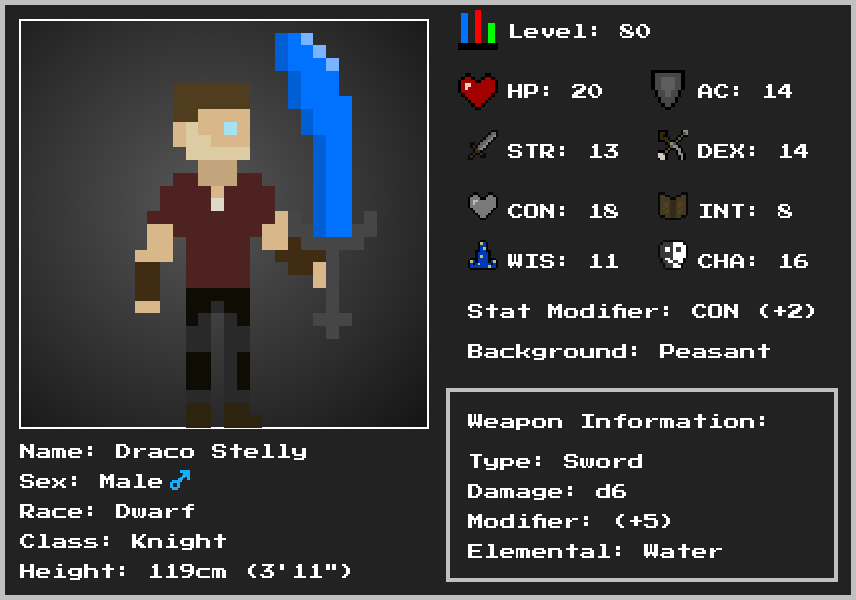 Level: 80
HP: 20
AC: 14
STR: 13
DEX: 14
CON: 18
INT: 8
WIS: 11
CHA: 16
Stat Modifier: CON (+2)
Background: Peasant
Name: Draco Stelly
Sex: Male ♂
Race: Dwarf
Class: Knight
Height: 119cm (3'11")
Weapon Information:
Type: Sword
Damage: d6
Modifier: (+5)
Elemental: Water